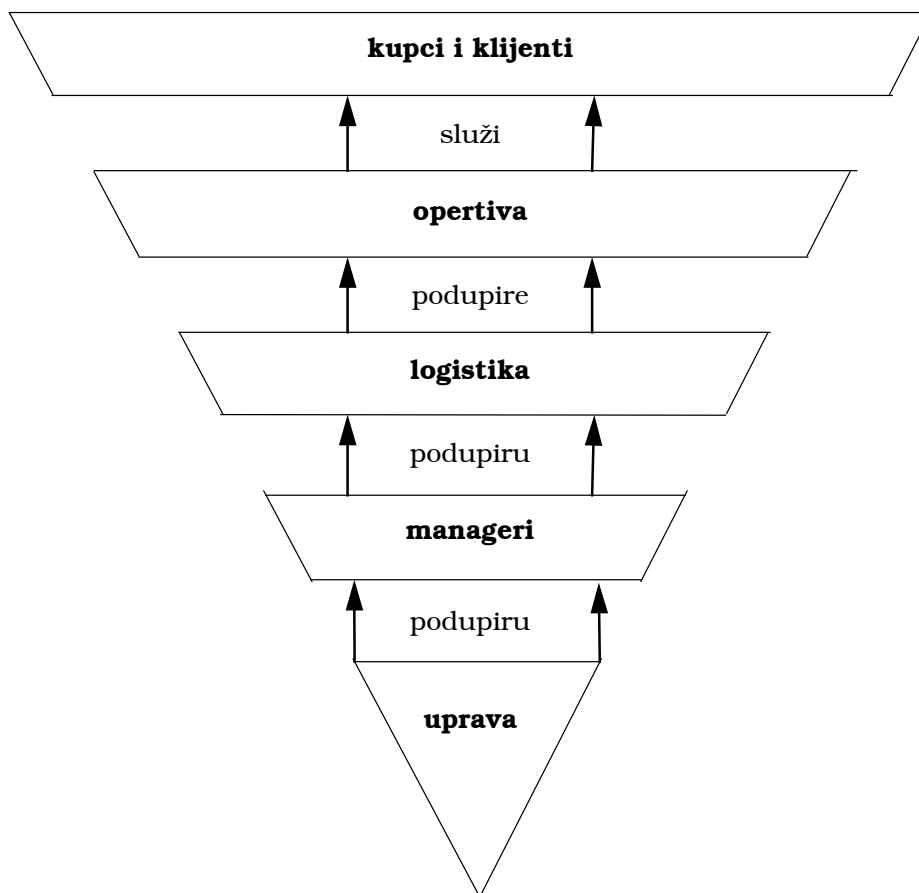 kupci i klijenti
služi
opertiva
podupire
logistika
podupiru
manageri
podupiru
uprava